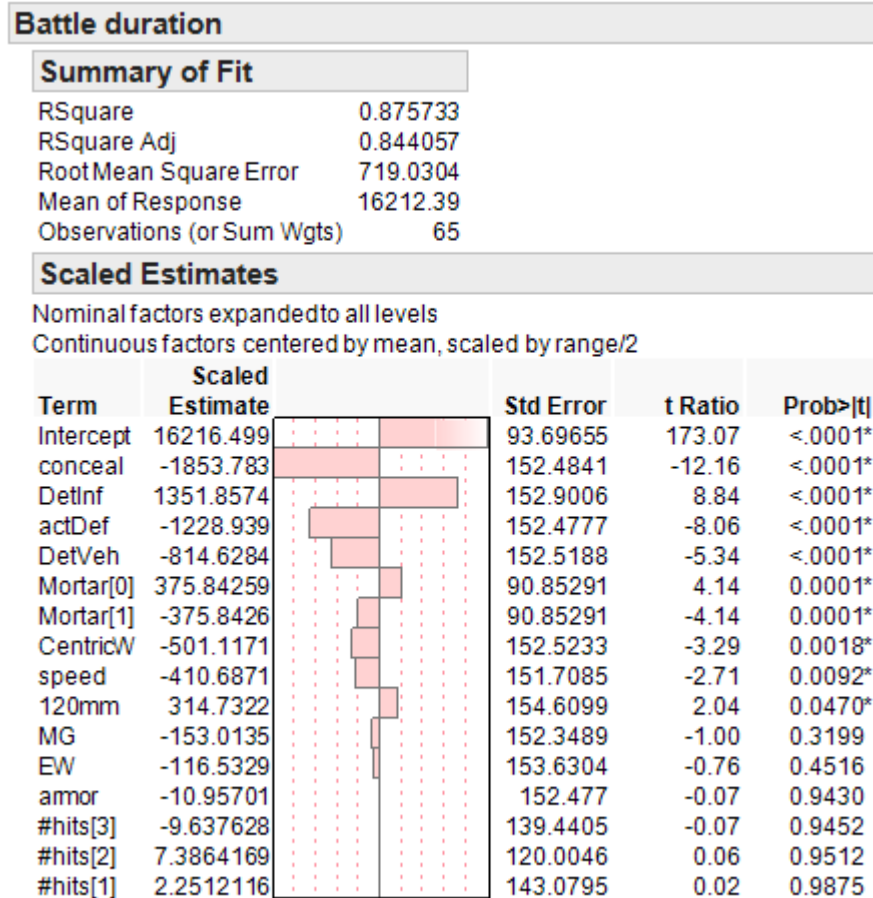 Battle duration
Summary of Fit
RSquare 0.875733
RSquare Adj 0.844057
Root Mean Square Error 719.0304
Mean of Response 16212.39
Observations (or Sum Wgts) 65
Scaled Estimates
Nominal factors expanded to all levels
Continuous factors centered by mean, scaled by range/2
Scaled
Term Estimate Std Error t Ratio Prob>|t|
Intercept 16216.499 93.69655 173.07 <.0001*
conceal -1853.783 152.4841 -12.16 <.0001*
DetInf 1351.8574 152.9006 8.84 <.0001*
actDef -1228.939 152.4777 -8.06 <.0001*
DetVeh -814.6284 152.5188 -5.34 <.0001*
Mortar[0] 375.84259 90.85291 4.14 0.0001*
Mortar[1] -375.8426 90.85291 -4.14 0.0001*
CentricW -501.1171 152.5233 -3.29 0.0018*
speed -410.6871 151.7085 -2.71 0.0092*
120mm 314.7322 154.6099 2.04 0.0470*
MG -153.0135 152.3489 -1.00 0.3199
EW -116.5329 153.6304 -0.76 0.4516
armor -10.95701 152.477 -0.07 0.9430
#hits[3] -9.637628 139.4405 -0.07 0.9452
#hits[2] 7.3864169 120.0046 0.06 0.9512
#hits[1] 2.2512116 143.0795 0.02 0.9875